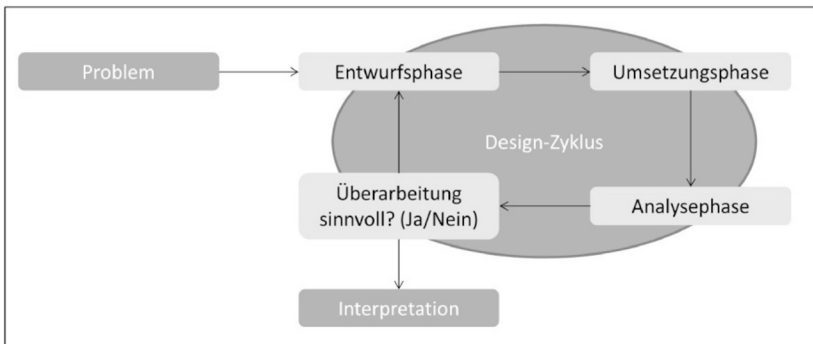 Problem
Entwurfsphase
Umsetzungsphase
Design-Zyklus
Überarbeitung
sinnvoll? (Ja/Nein)
Analysephase
Interpretation